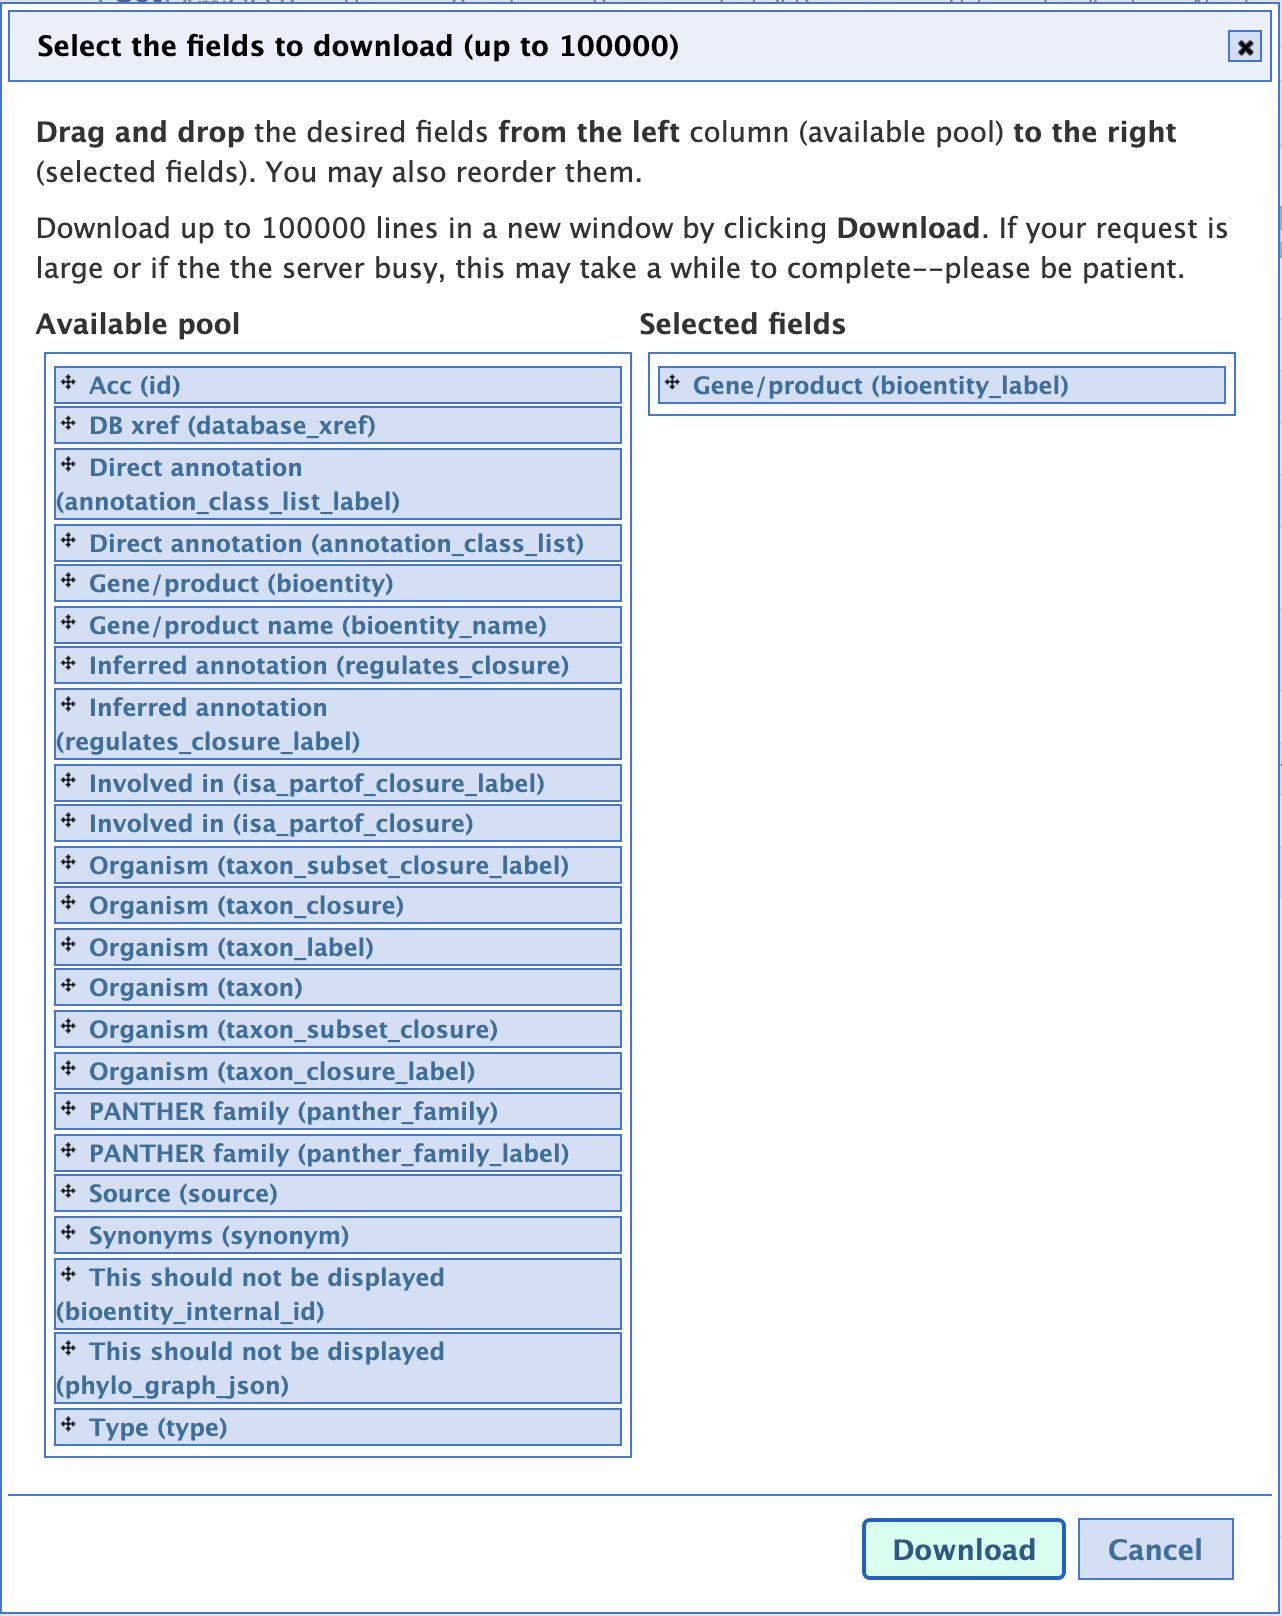 Select the fields to download (up to 100000)
Drag and drop the desired fields from the left column (available pool) to the right
(selected fields). You may also reorder them.
Download up to 100000 lines in a new window by clicking Download. If your request is
large or if the the server busy, this may take a while to complete--please be patient.
Available pool
Acc (id)
DB xref (database_xref)
Direct annotation
(annotation_class_list_label)
Direct annotation (annotation_class_list)
Gene/product (bioentity)
Gene/product name (bioentity_name)
Inferred annotation (regulates_closure)
Inferred annotation
(regulates_closure_label)
Involved in (isa_partof_closure_label)
Involved in (isa_partof_closure)
Organism (taxon_subset_closure_label)
Organism (taxon_closure)
Organism (taxon_label)
Organism (taxon)
Organism (taxon_subset_closure)
Organism (taxon_closure_label)
PANTHER family (panther_family)
PANTHER family (panther_family_label)
Source (source)
Synonyms (synonym)
This should not be displayed
(bioentity_internal_id)
This should not be displayed
(phylo_graph_json)
Type (type)
Selected fields
Gene/product (bioentity_label)
Download
Cancel